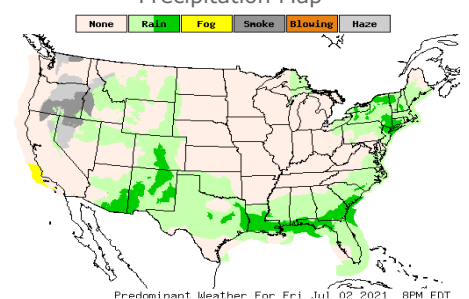 Precipitation Map
None Rain Fog Smoke Blowing Haze
Predominant Weather For Fri Jul 02 2021 8PM EDT